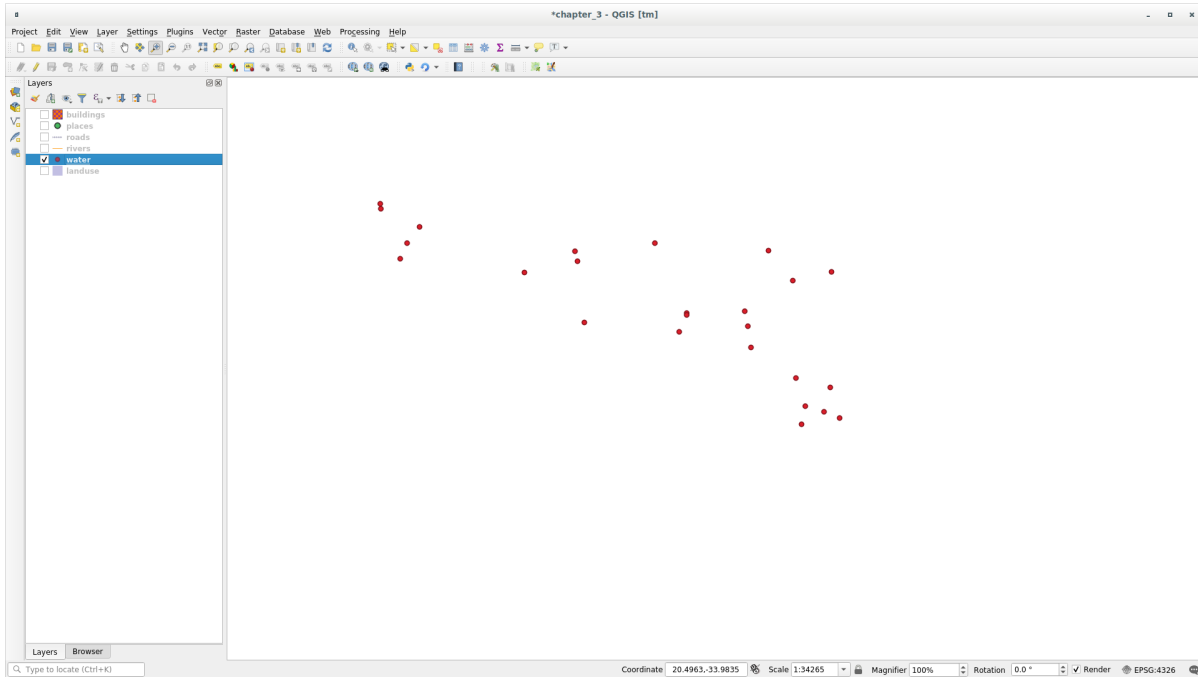 *chapter_3 - QGIS [tm]
Project Edit View Layer Settings Plugins Vector Raster Database Web Processing Help
Layers
buildings
places
roads
rivers
water
landuse
Layers Browser
Type to locate (Ctrl+K) Coordinate 20.4963,-33.9835 Scale 1:34265 Magnifier 100% Rotation 0.0 ° Render EPSG:4326